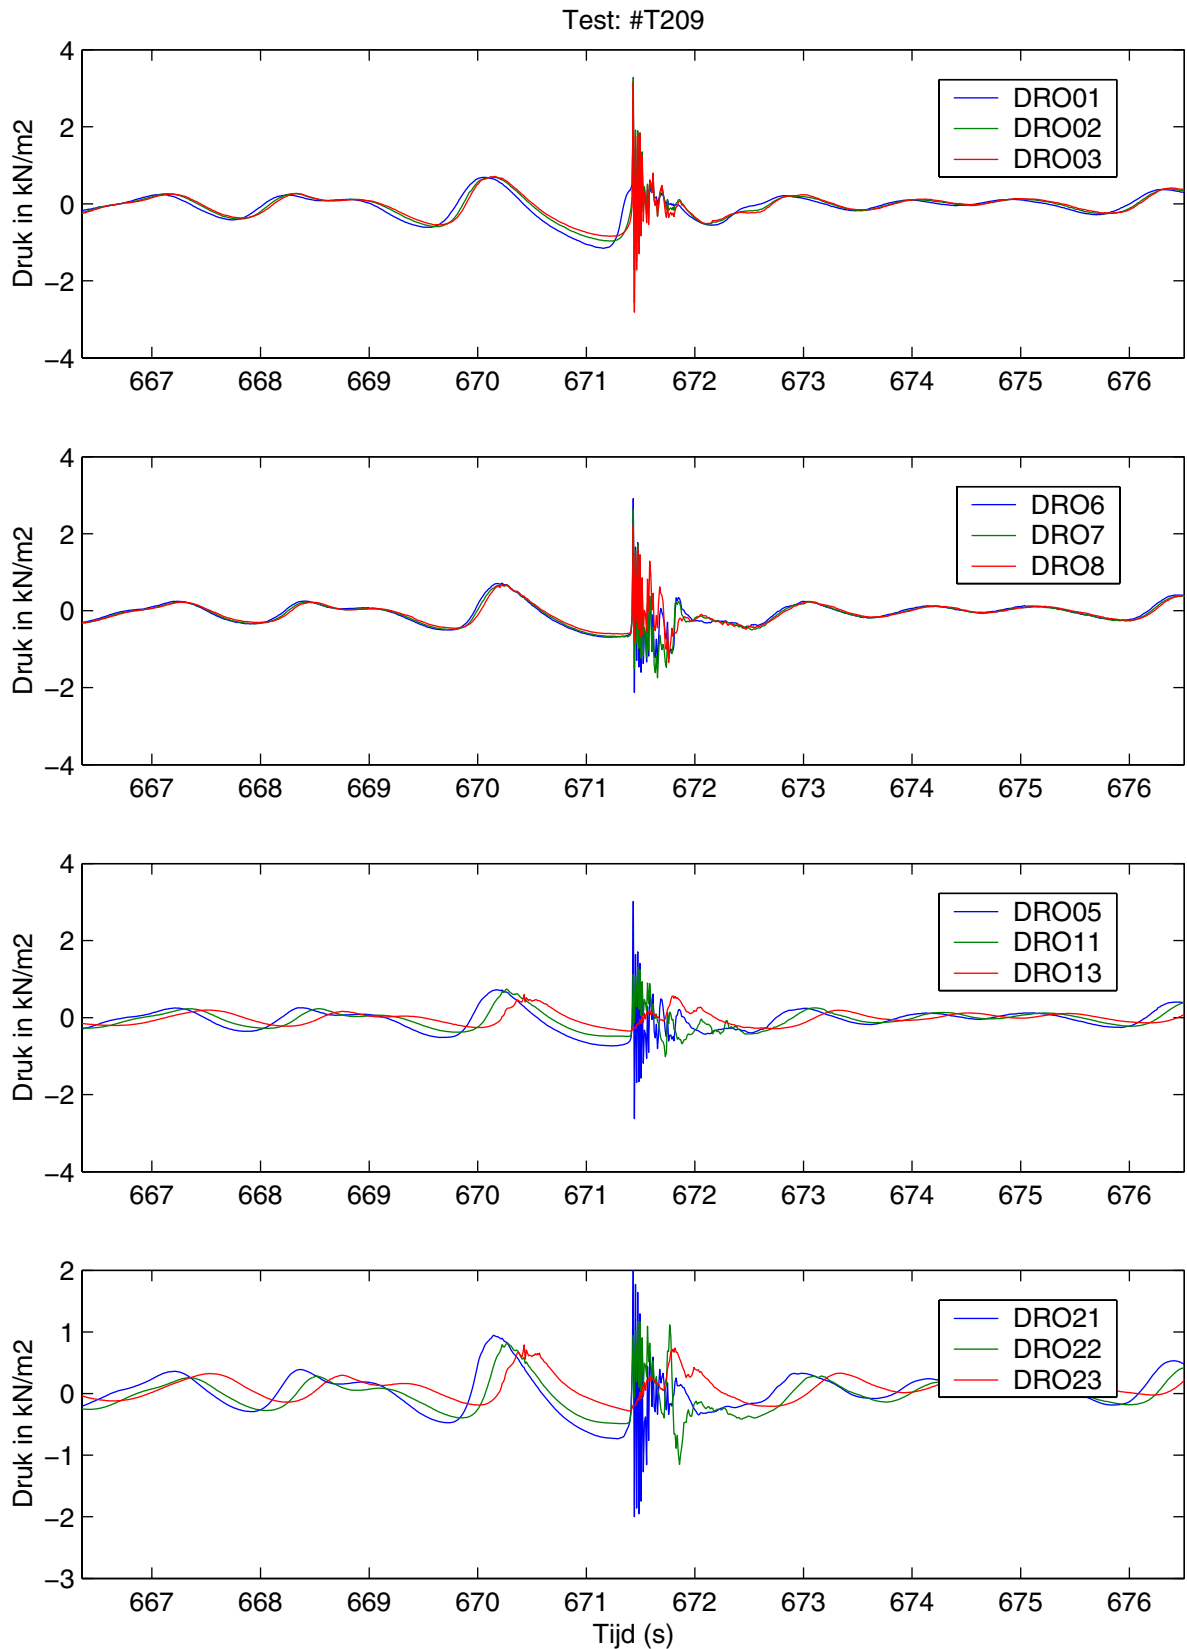 Test: #T209
Druk in kN/m2
4
2
0
−2
−4
DRO01
DRO02
DRO03
667 668 669 670 671 672 673 674 675 676
Druk in kN/m2
4
2
0
−2
−4
DRO6
DRO7
DRO8
667 668 669 670 671 672 673 674 675 676
Druk in kN/m2
4
2
0
−2
−4
DRO05
DRO11
DRO13
667 668 669 670 671 672 673 674 675 676
Druk in kN/m2
2
1
0
−1
−2
−3
DRO21
DRO22
DRO23
667 668 669 670 671 672 673 674 675 676
Tijd (s)